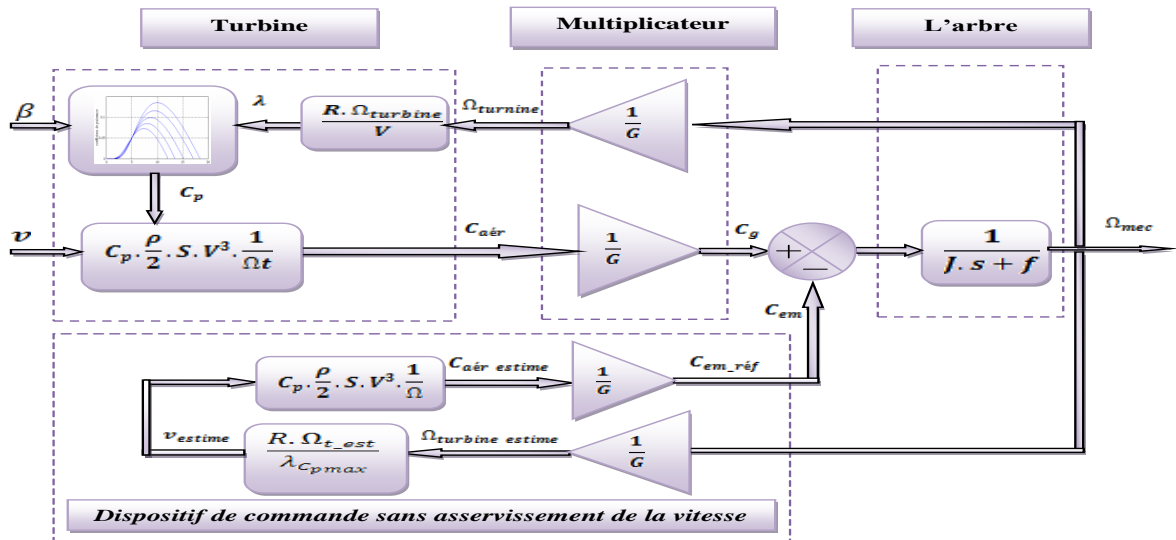 Turbine
Multiplicateur
L'arbre
β
λ
R.Ω_turbine / V
Ω_turnine
1/G
C_p
v
C_p . ρ/2 . S.V³ . 1/Ωt
C_aér
1/G
C_g
+
−
1/(J.s + f)
Ω_mec
C_em
C_p . ρ/2 . S.V³ . 1/Ω
C_aér estime
1/G
C_em_réf
v_estime
R.Ω_t_est / λ_Cpmax
Ω_turbine estime
1/G
Dispositif de commande sans asservissement de la vitesse